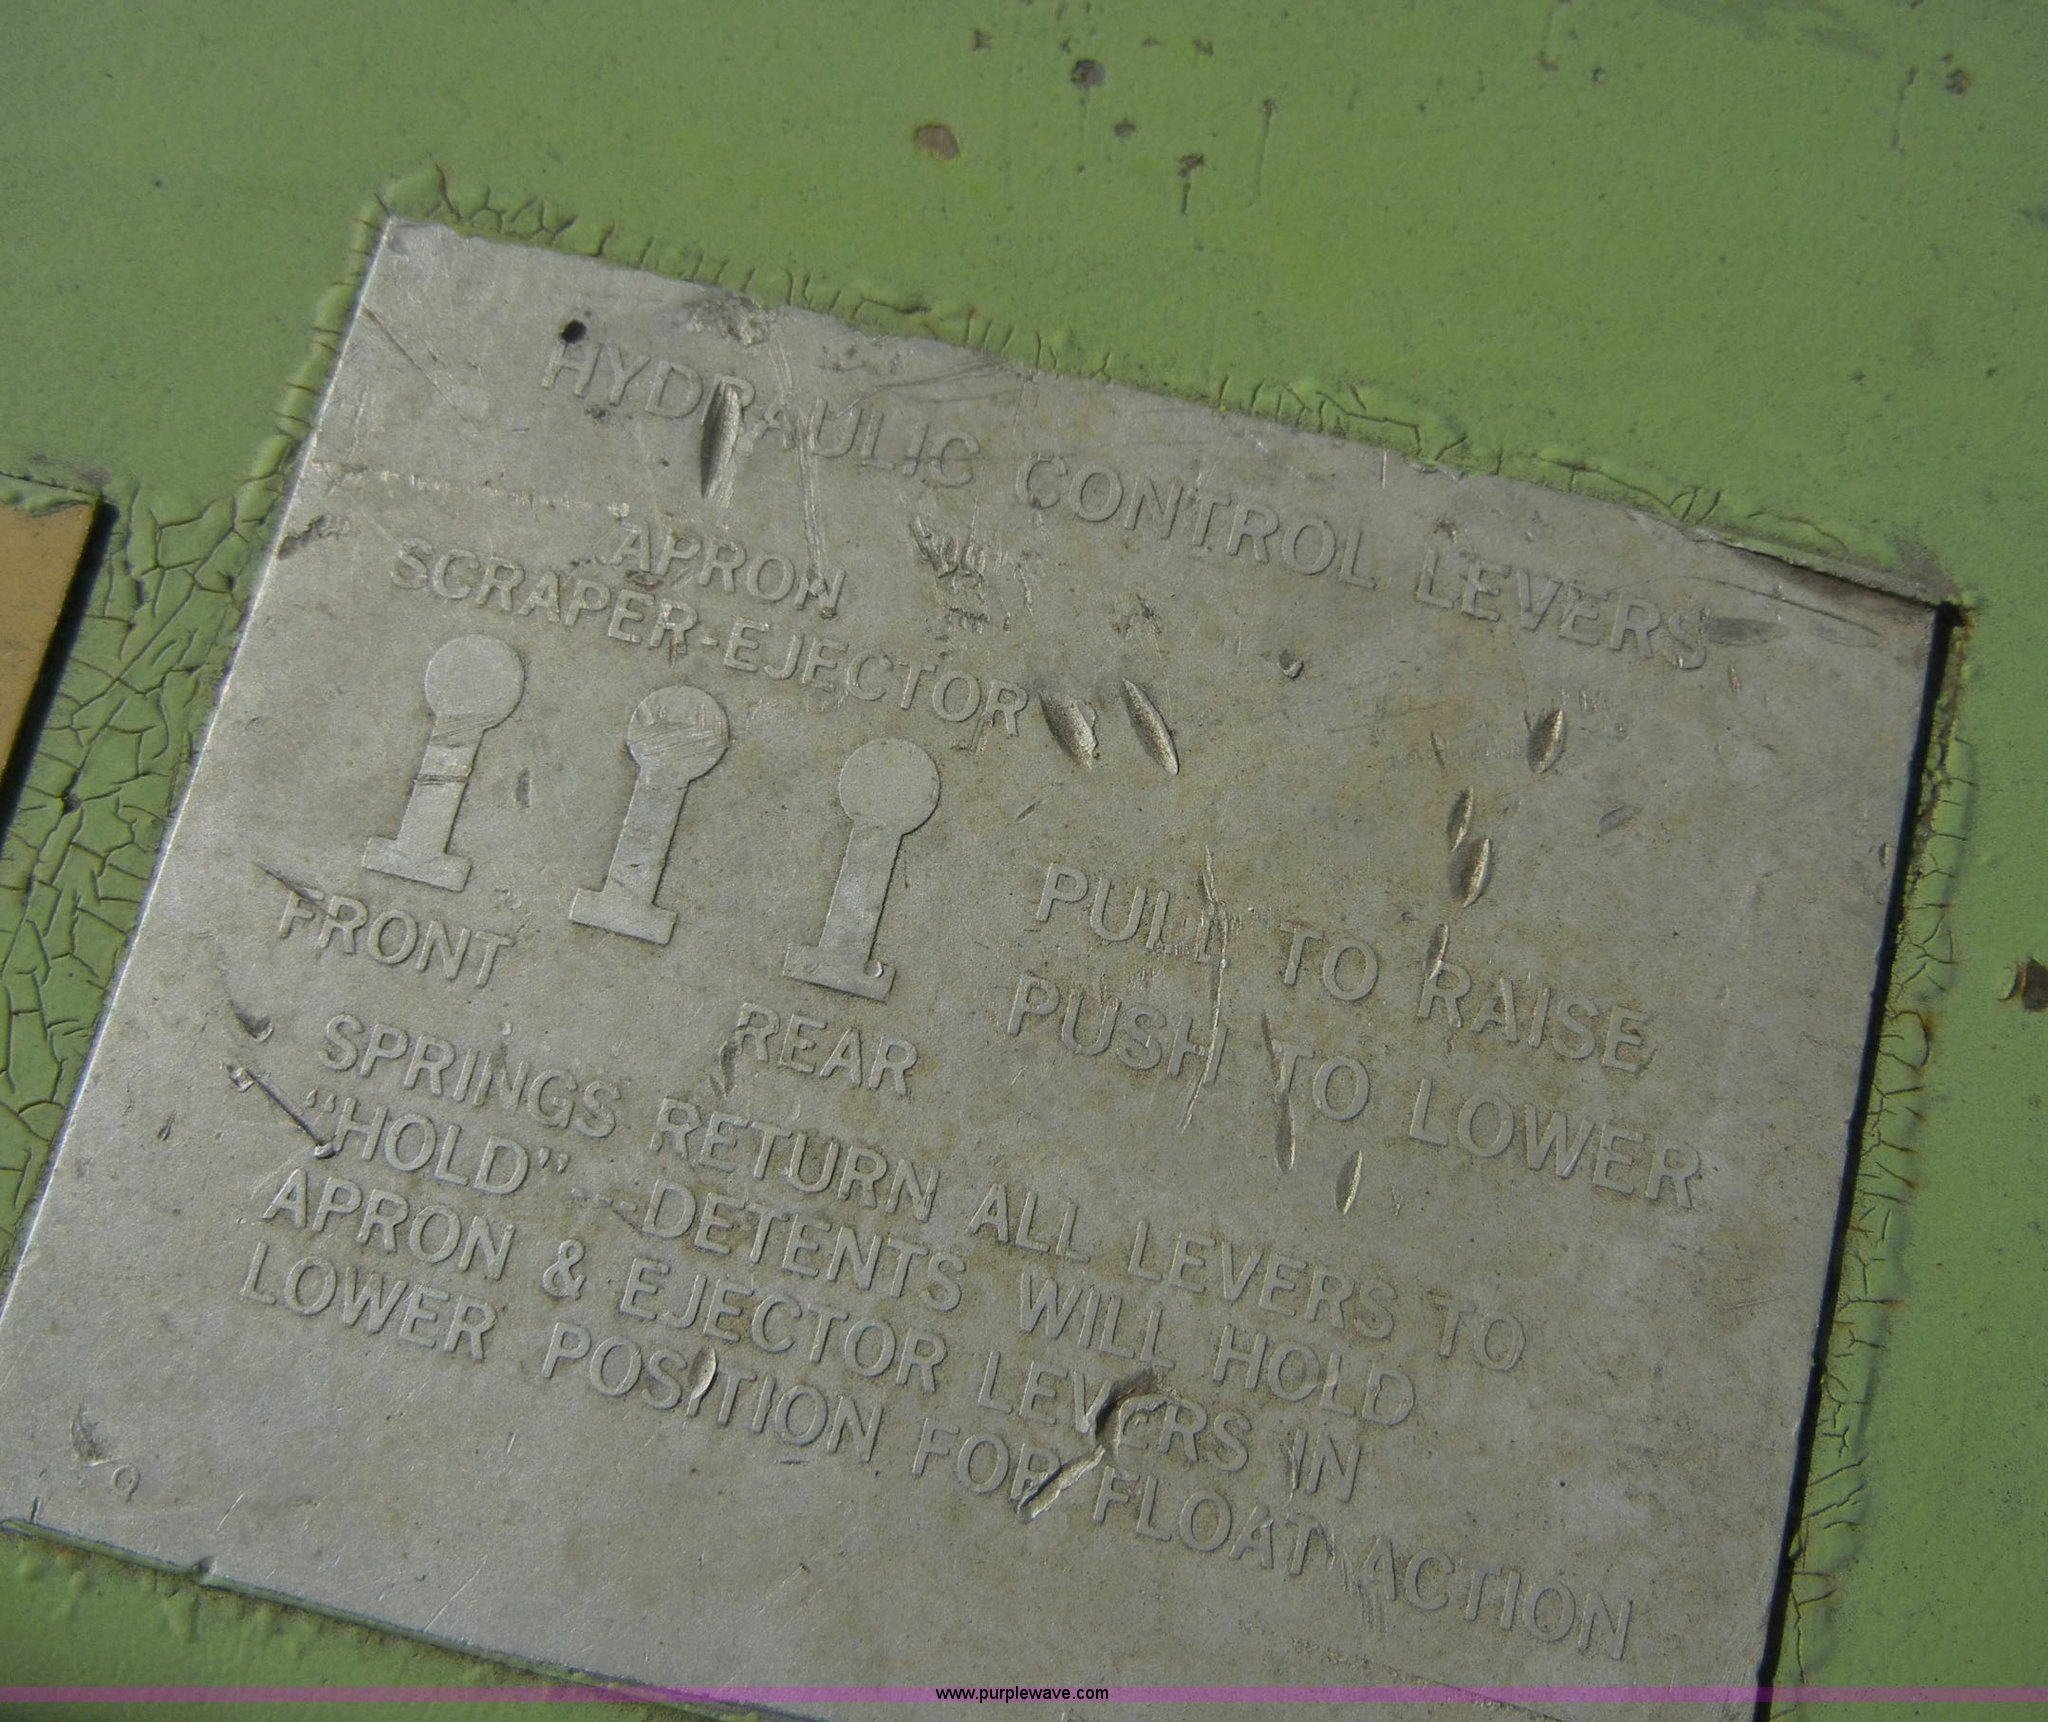 HYDRAULIC CONTROL LEVERS
APRON
SCRAPER-EJECTOR
FRONT
REAR
PULL TO RAISE
PUSH TO LOWER
SPRINGS RETURN ALL LEVERS TO
"HOLD" - DETENTS WILL HOLD
APRON & EJECTOR LEVERS IN
LOWER POSITION FOR FLOAT ACTION
www.purplewave.com